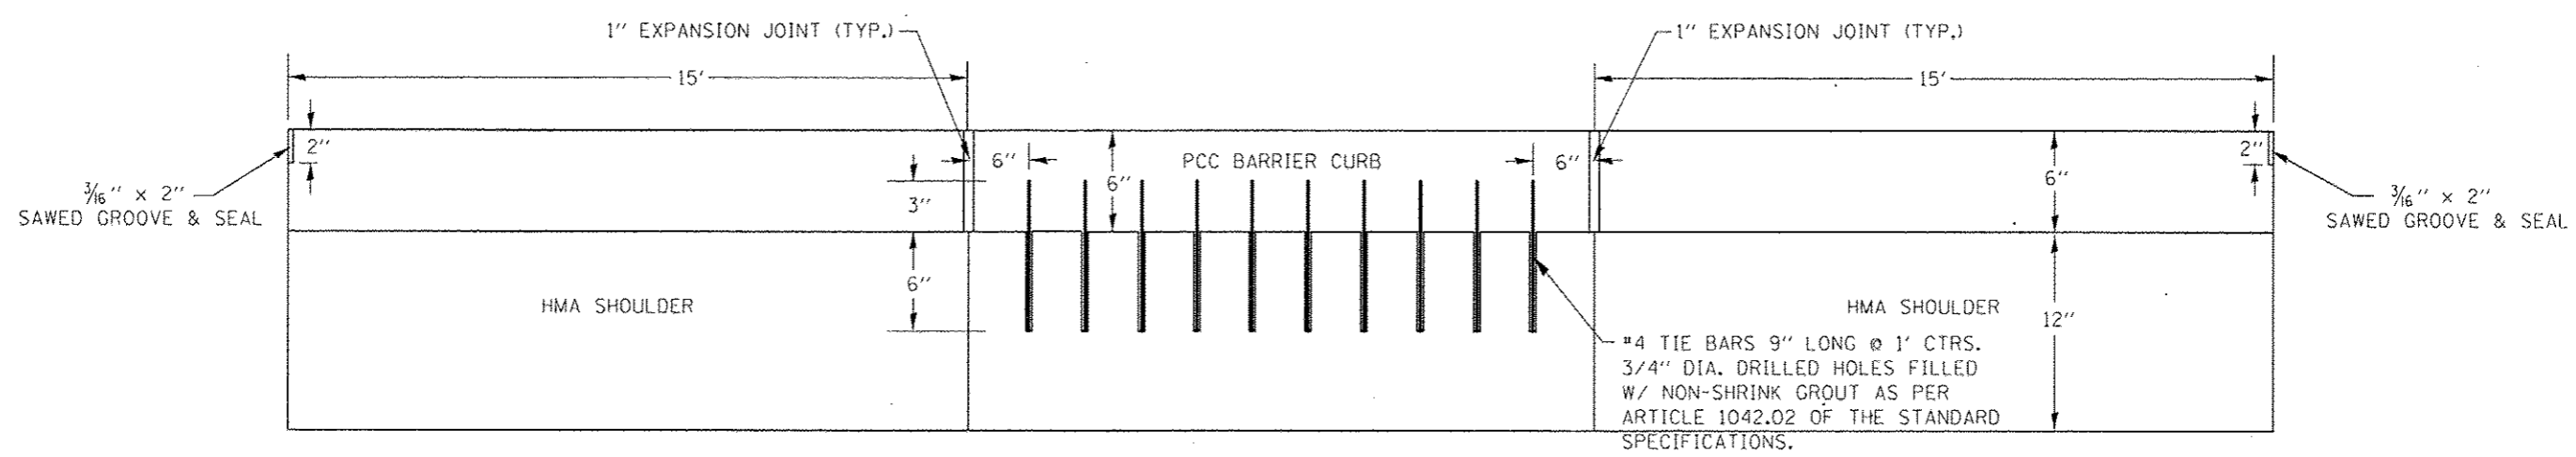 1" EXPANSION JOINT (TYP.)
1" EXPANSION JOINT (TYP.)
15'
15'
2"
6"
6"
PCC BARRIER CURB
6"
6"
2"
3/16" × 2"
SAWED GROOVE & SEAL
3"
6"
3/16" × 2"
SAWED GROOVE & SEAL
HMA SHOULDER
HMA SHOULDER
12"
#4 TIE BARS 9" LONG @ 1' CTRS.
3/4" DIA. DRILLED HOLES FILLED
W/ NON-SHRINK GROUT AS PER
ARTICLE 1042.02 OF THE STANDARD
SPECIFICATIONS.